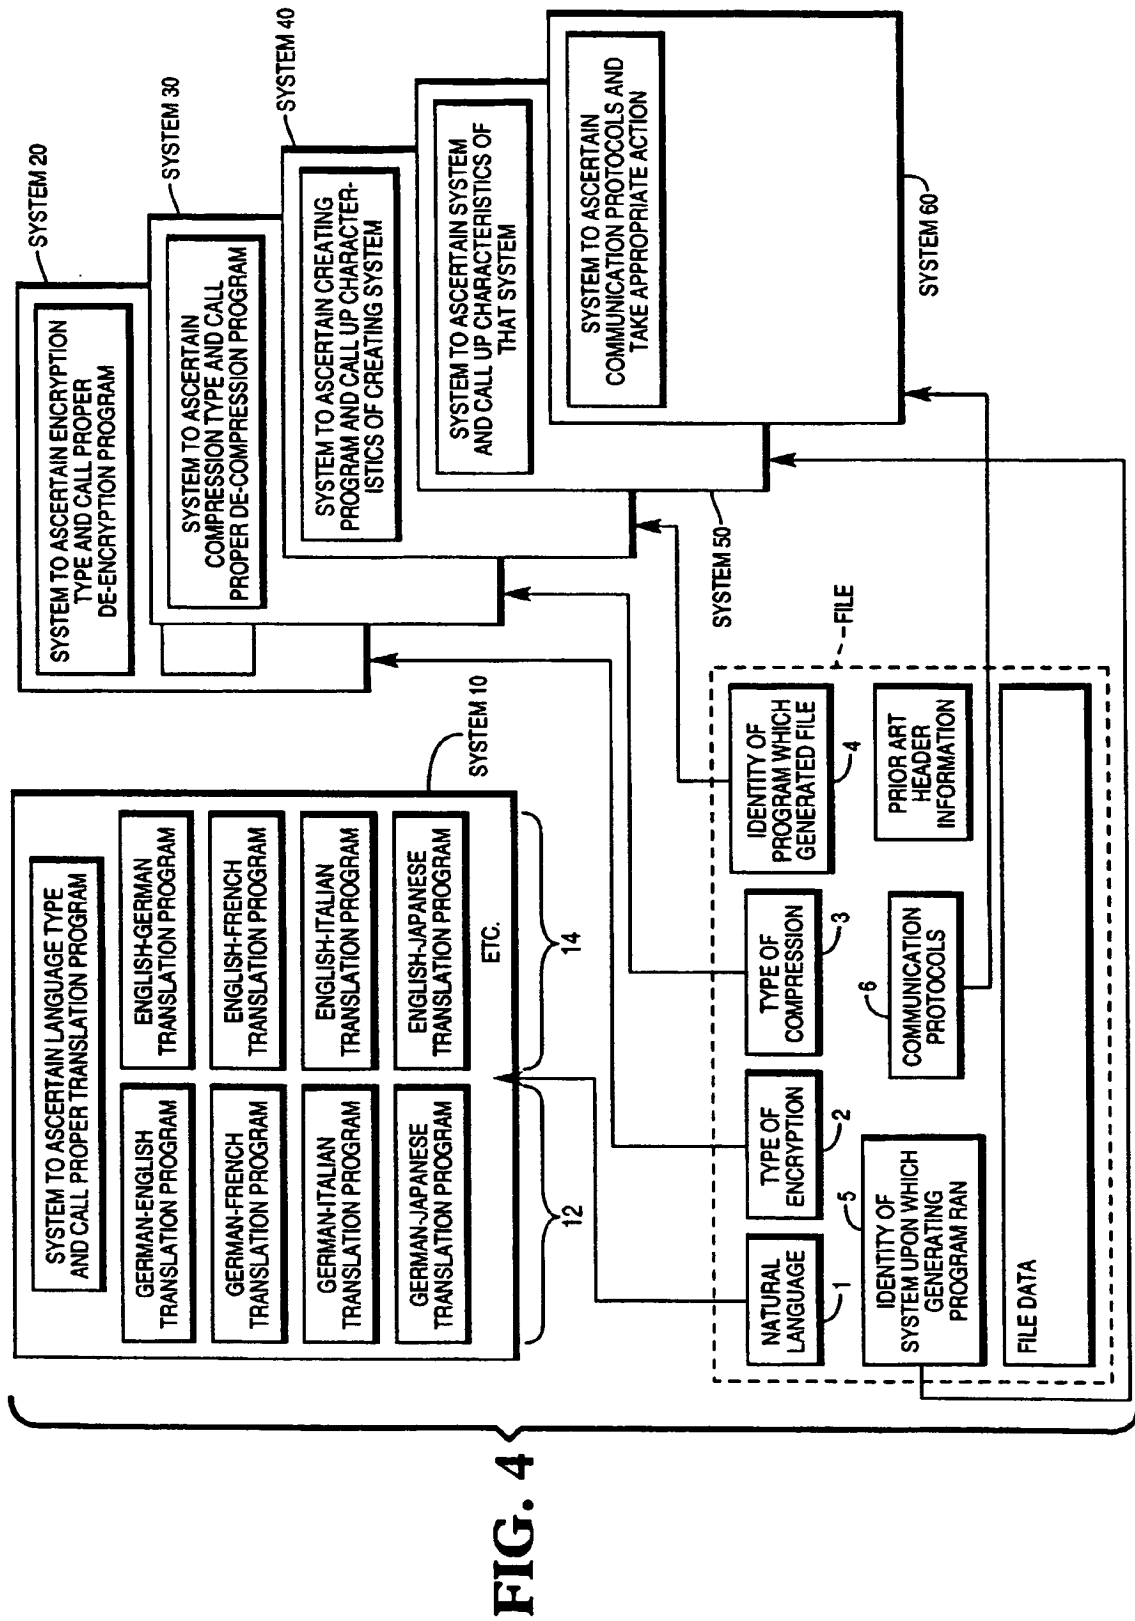 SYSTEM TO ASCERTAIN LANGUAGE TYPE
AND CALL PROPER TRANSLATION PROGRAM
GERMAN-ENGLISH
TRANSLATION PROGRAM
ENGLISH-GERMAN
TRANSLATION PROGRAM
GERMAN-FRENCH
TRANSLATION PROGRAM
ENGLISH-FRENCH
TRANSLATION PROGRAM
GERMAN-ITALIAN
TRANSLATION PROGRAM
ENGLISH-ITALIAN
TRANSLATION PROGRAM
GERMAN-JAPANESE
TRANSLATION PROGRAM
ENGLISH-JAPANESE
TRANSLATION PROGRAM
ETC.
12
14
SYSTEM 10
SYSTEM 20
SYSTEM TO ASCERTAIN ENCRYPTION
TYPE AND CALL PROPER
DE-ENCRYPTION PROGRAM
SYSTEM 30
SYSTEM TO ASCERTAIN
COMPRESSION TYPE AND CALL
PROPER DE-COMPRESSION PROGRAM
SYSTEM 40
SYSTEM TO ASCERTAIN CREATING
PROGRAM AND CALL UP CHARACTER-
ISTICS OF CREATING SYSTEM
SYSTEM TO ASCERTAIN SYSTEM
AND CALL UP CHARACTERISTICS OF
THAT SYSTEM
SYSTEM 50
SYSTEM TO ASCERTAIN
COMMUNICATION PROTOCOLS AND
TAKE APPROPRIATE ACTION
SYSTEM 60
FILE
NATURAL
LANGUAGE
1
TYPE OF
ENCRYPTION
2
TYPE OF
COMPRESSION
3
IDENTITY OF
PROGRAM WHICH
GENERATED FILE
4
5
IDENTITY OF
SYSTEM UPON WHICH
GENERATING
PROGRAM RAN
6
COMMUNICATION
PROTOCOLS
PRIOR ART
HEADER
INFORMATION
FILE DATA
FIG. 4